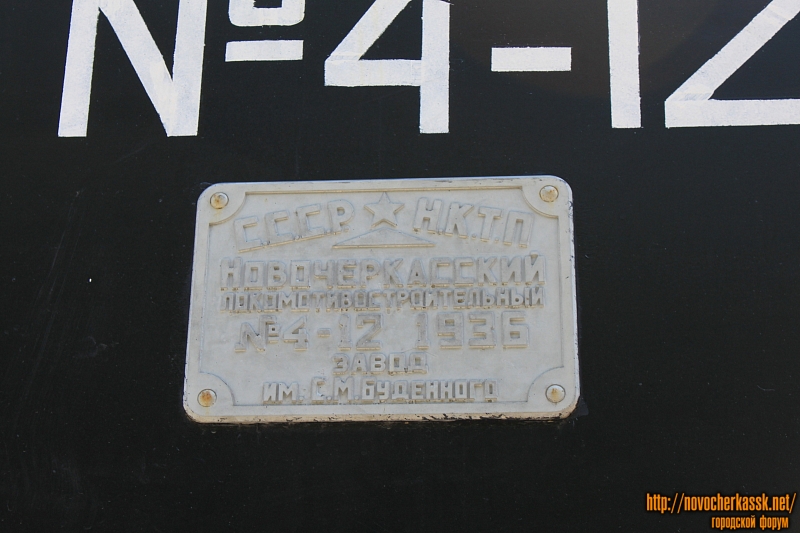 №4-12
С.С.С.Р ★ Н.К.Т.П
НОВОЧЕРКАССКИЙ
ЛОКОМОТИВОСТРОИТЕЛЬНЫЙ
№4-12 1936
ЗАВОД
ИМ. С.М.БУДЕННОГО
http://novocherkassk.net/
городской форум